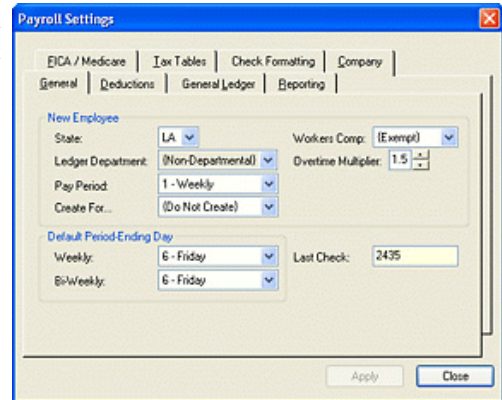 Payroll Settings
FICA / Medicare Tax Tables Check Formatting Company
General Deductions General Ledger Reporting
New Employee
State: LA Workers Comp: (Exempt)
Ledger Department: (Non-Departmental) Overtime Multiplier: 1.5
Pay Period: 1 - Weekly
Create For... (Do Not Create)
Default Period-Ending Day
Weekly: 6 - Friday Last Check: 2435
Bi-Weekly: 6 - Friday
Apply Close